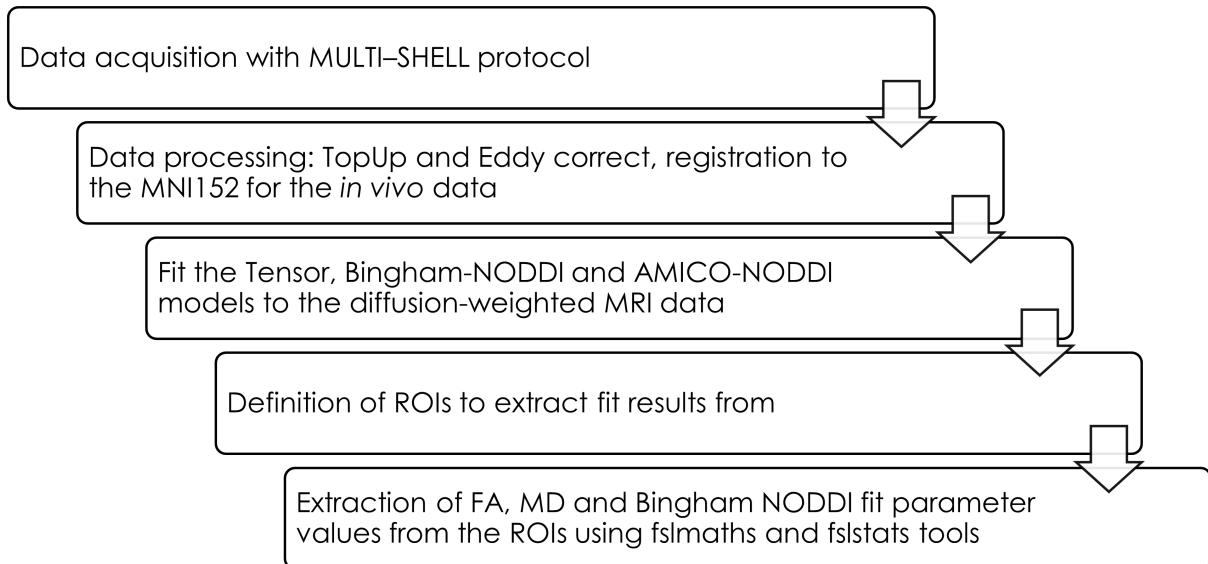 Data acquisition with MULTI–SHELL protocol
Data processing: TopUp and Eddy correct, registration to
the MNI152 for the in vivo data
Fit the Tensor, Bingham-NODDI and AMICO-NODDI
models to the diffusion-weighted MRI data
Definition of ROIs to extract fit results from
Extraction of FA, MD and Bingham NODDI fit parameter
values from the ROIs using fslmaths and fslstats tools